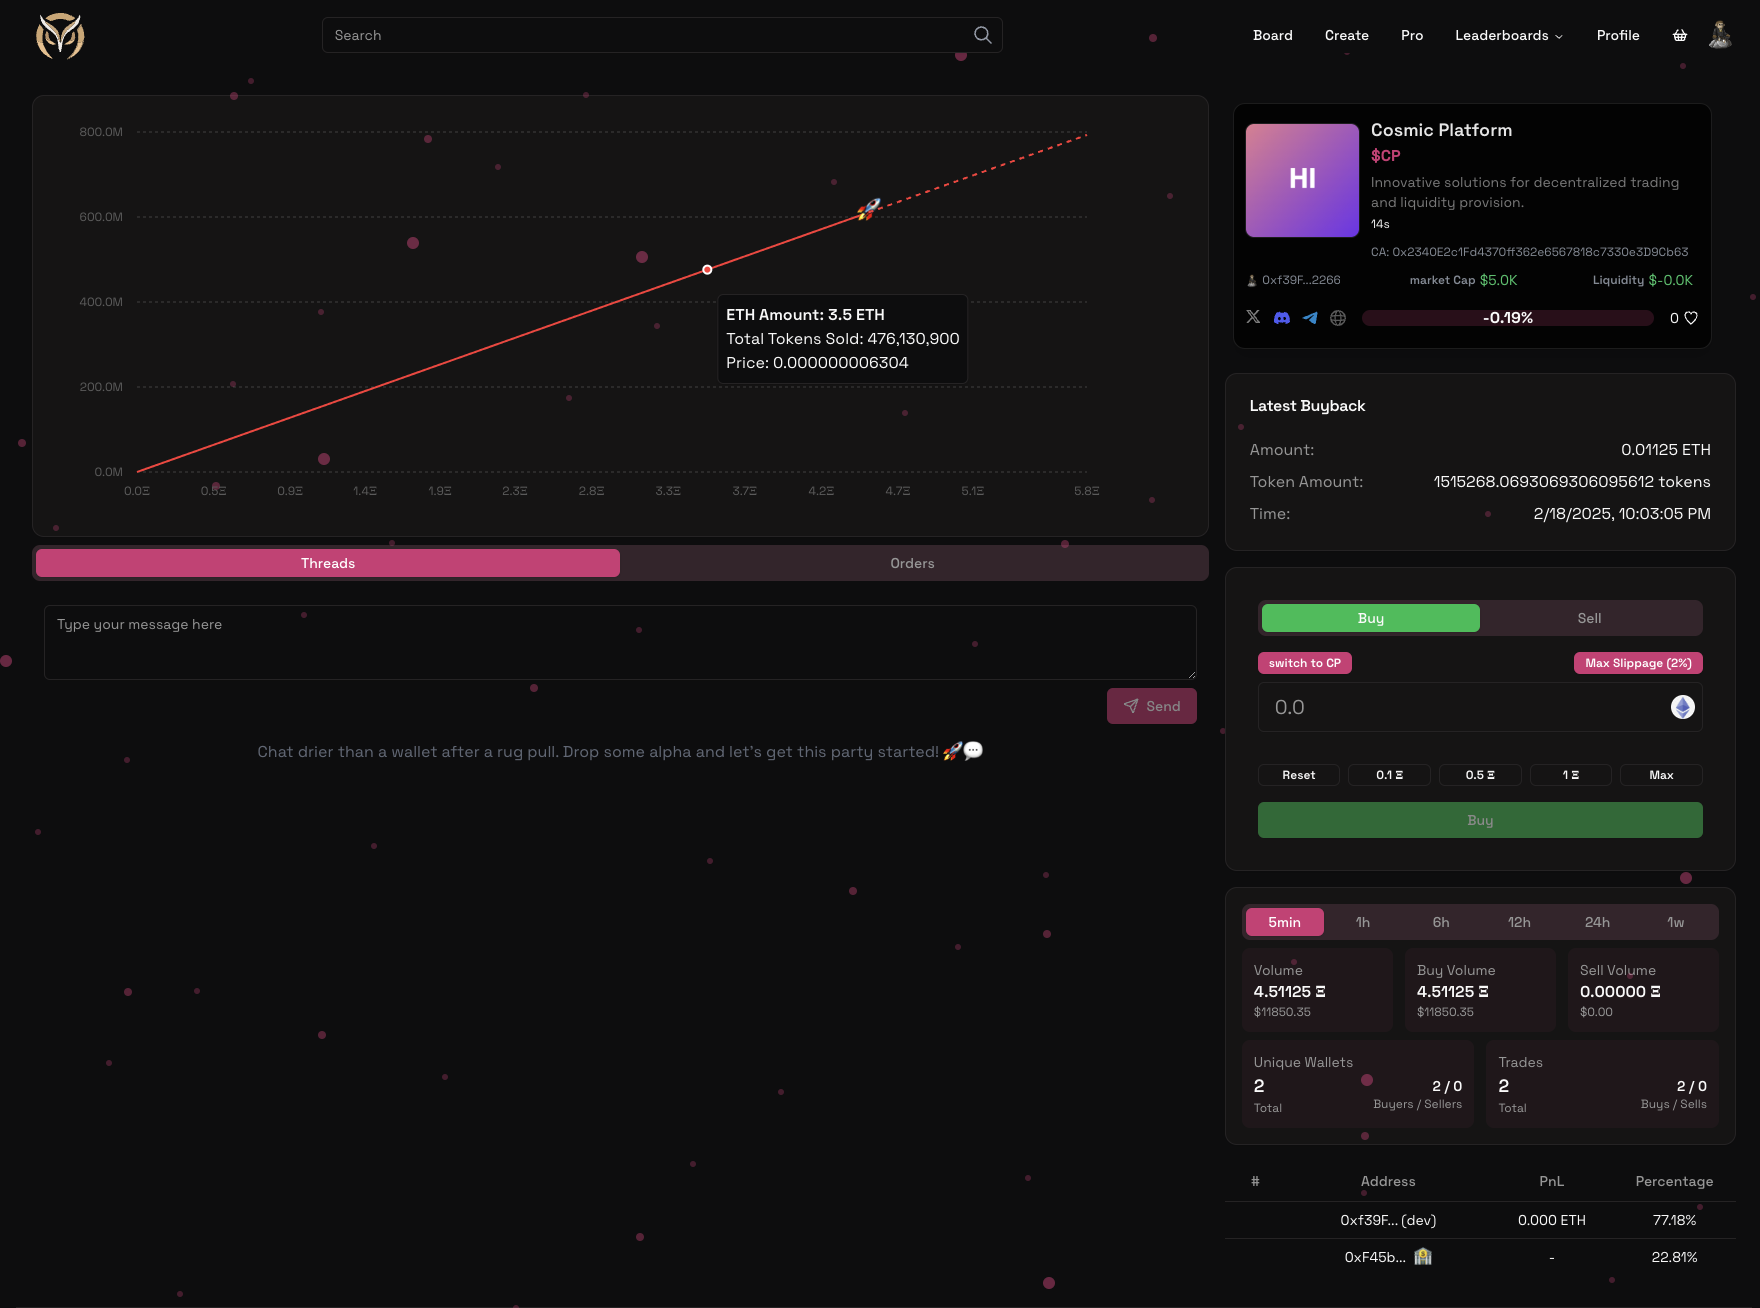 Search
Board
Create
Pro
Leaderboards
Profile
800.0M
600.0M
400.0M
200.0M
0.0M
0.0Ξ
0.5Ξ
0.9Ξ
1.4Ξ
1.9Ξ
2.3Ξ
2.8Ξ
3.3Ξ
3.7Ξ
4.2Ξ
4.7Ξ
5.1Ξ
5.8Ξ
ETH Amount: 3.5 ETH
Total Tokens Sold: 476,130,900
Price: 0.000000006304
Threads
Orders
Type your message here
Send
Chat drier than a wallet after a rug pull. Drop some alpha and let's get this party started! 🚀💬
HI
Cosmic Platform
$CP
Innovative solutions for decentralized trading
and liquidity provision.
14s
CA: 0x2340E2c1Fd4370ff362e6567818c7330e3D9Cb63
0xf39F...2266
market Cap $5.0K
Liquidity $-0.0K
-0.19%
0
Latest Buyback
Amount:
0.01125 ETH
Token Amount:
1515268.0693069306095612 tokens
Time:
2/18/2025, 10:03:05 PM
Buy
Sell
switch to CP
Max Slippage (2%)
0.0
Reset
0.1 Ξ
0.5 Ξ
1 Ξ
Max
Buy
5min
1h
6h
12h
24h
1w
Volume
4.51125 Ξ
$11850.35
Buy Volume
4.51125 Ξ
$11850.35
Sell Volume
0.00000 Ξ
$0.00
Unique Wallets
2
Total
2 / 0
Buyers / Sellers
Trades
2
Total
2 / 0
Buys / Sells
# Address PnL Percentage
0xf39F... (dev) 0.000 ETH 77.18%
0xF45b... 🏦 - 22.81%